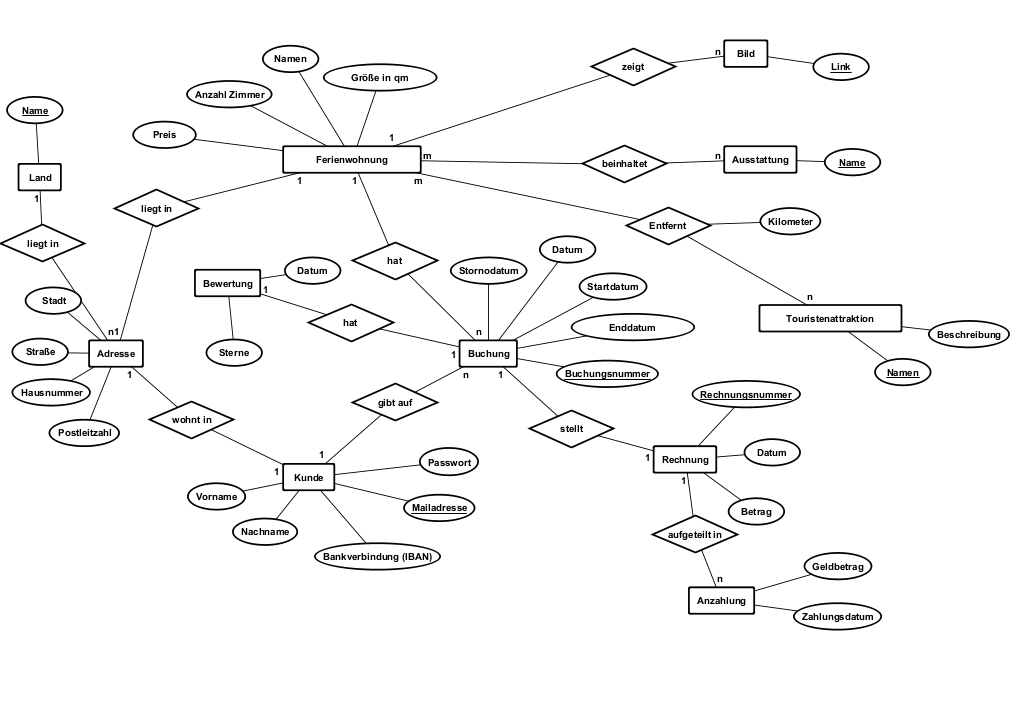 Namen
Größe in qm
Anzahl Zimmer
Preis
zeigt
n
Bild
Link
1
Name
Ferienwohnung
m
beinhaltet
n
Ausstattung
Name
Land
1
liegt in
1
1
m
liegt in
hat
Entfernt
Kilometer
Datum
Stornodatum
Datum
Startdatum
Bewertung
1
hat
n
Touristenattraktion
Beschreibung
Namen
Stadt
Straße
Hausnummer
Postleitzahl
n1
Adresse
1
Sterne
Enddatum
n
1
Buchung
n
1
Buchungsnummer
wohnt in
gibt auf
stellt
Rechnungsnummer
1
1
Kunde
Passwort
Mailadresse
Vorname
Nachname
Bankverbindung (IBAN)
1
Rechnung
1
Datum
Betrag
aufgeteilt in
n
Anzahlung
Geldbetrag
Zahlungsdatum